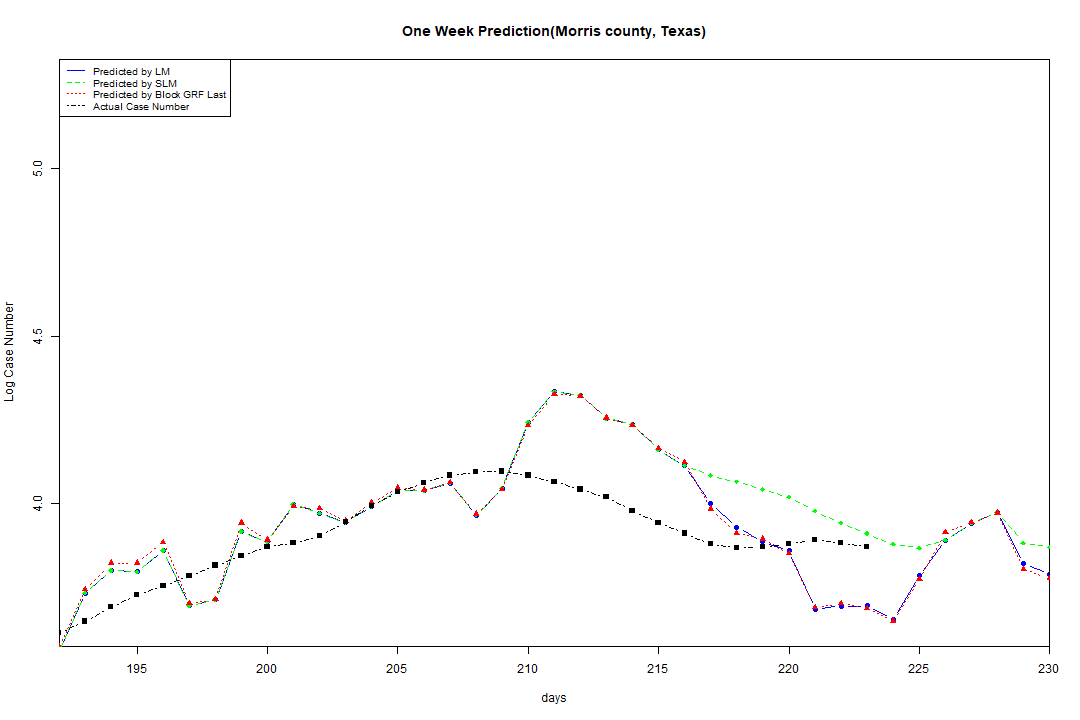 One Week Prediction(Morris county, Texas)
Predicted by LM
Predicted by SLM
Predicted by Block GRF Last
Actual Case Number
5.0
4.5
4.0
Log Case Number
195
200
205
210
215
220
225
230
days